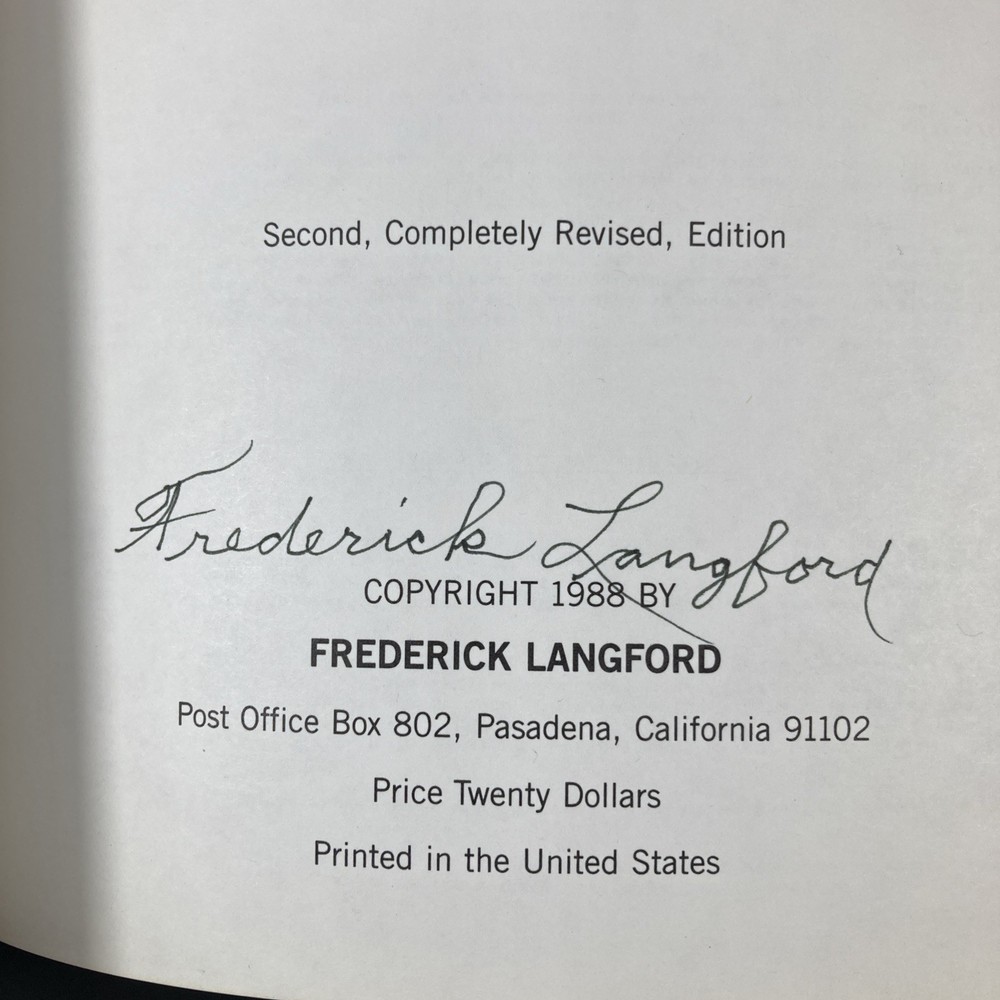 Second, Completely Revised, Edition
Frederick Langford
COPYRIGHT 1988 BY
FREDERICK LANGFORD
Post Office Box 802, Pasadena, California 91102
Price Twenty Dollars
Printed in the United States